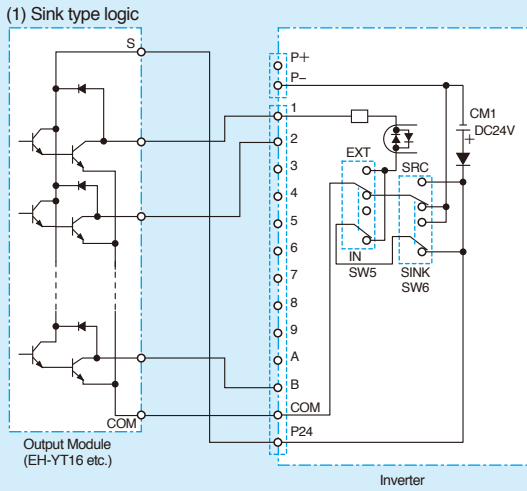 (1) Sink type logic
S
COM
Output Module
(EH-YT16 etc.)
P+
P−
1
2
3
4
5
6
7
8
9
A
B
COM
P24
EXT
IN
SW5
SRC
SINK
SW6
CM1
DC24V
+
Inverter